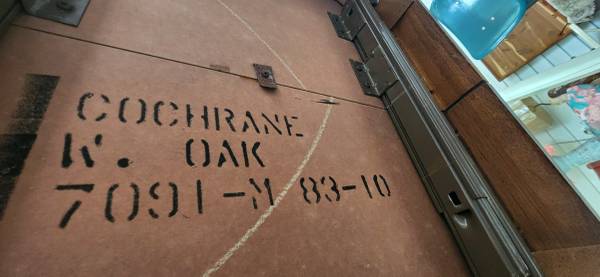 COCHRANE
W. OAK
7091-M 83-10